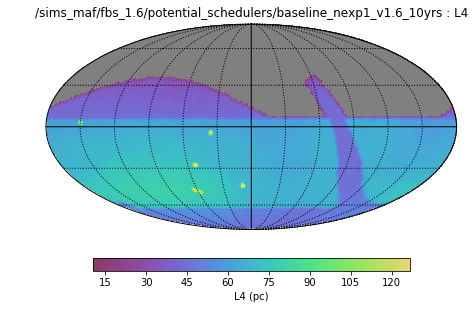 /sims_maf/fbs_1.6/potential_schedulers/baseline_nexp1_v1.6_10yrs : L4
15 30 45 60 75 90 105 120
L4 (pc)